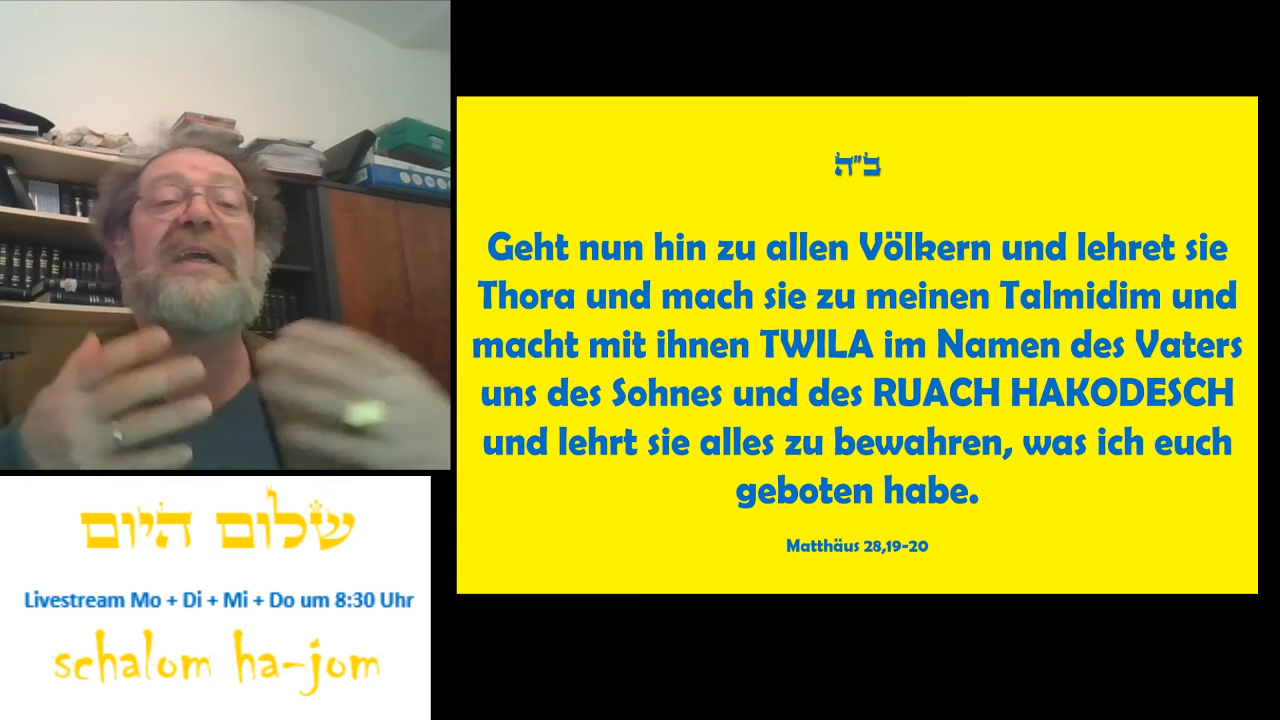 ב״ה
Geht nun hin zu allen Völkern und lehret sie
Thora und mach sie zu meinen Talmidim und
macht mit ihnen TWILA im Namen des Vaters
uns des Sohnes und des RUACH HAKODESCH
und lehrt sie alles zu bewahren, was ich euch
geboten habe.
Matthäus 28,19-20
שלום היום
Livestream Mo + Di + Mi + Do um 8:30 Uhr
schalom ha-jom